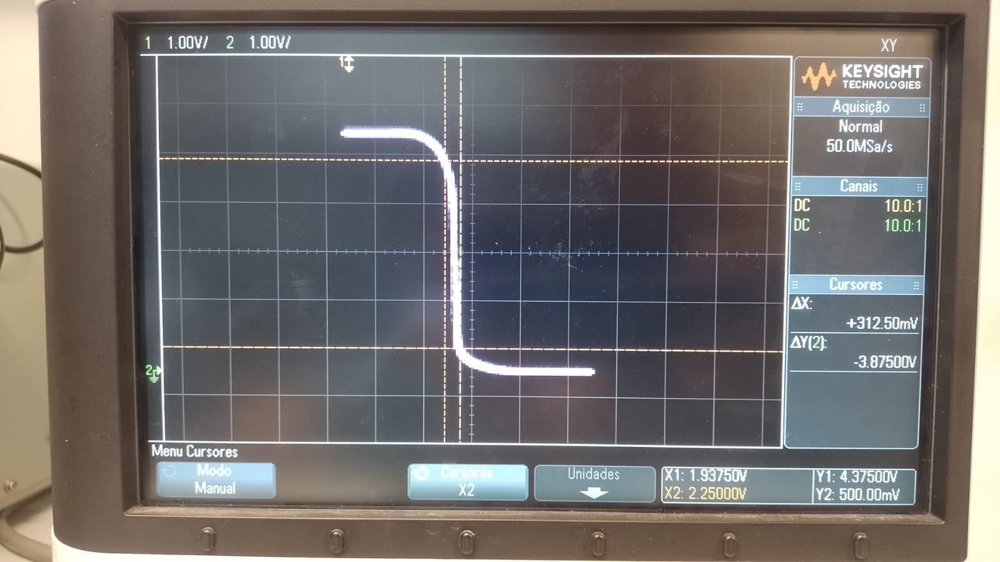 1 1.00V/ 2 1.00V/
XY
1
KEYSIGHT
TECHNOLOGIES
Aquisição
Normal
50.0MSa/s
Canais
DC 10.0:1
DC 10.0:1
Cursores
ΔX:
+312.50mV
ΔY(2):
-3.87500V
2
Menu Cursores
Modo
Manual
Cursores
X2
Unidades
X1: 1.93750V
X2: 2.25000V
Y1: 4.37500V
Y2: 500.00mV